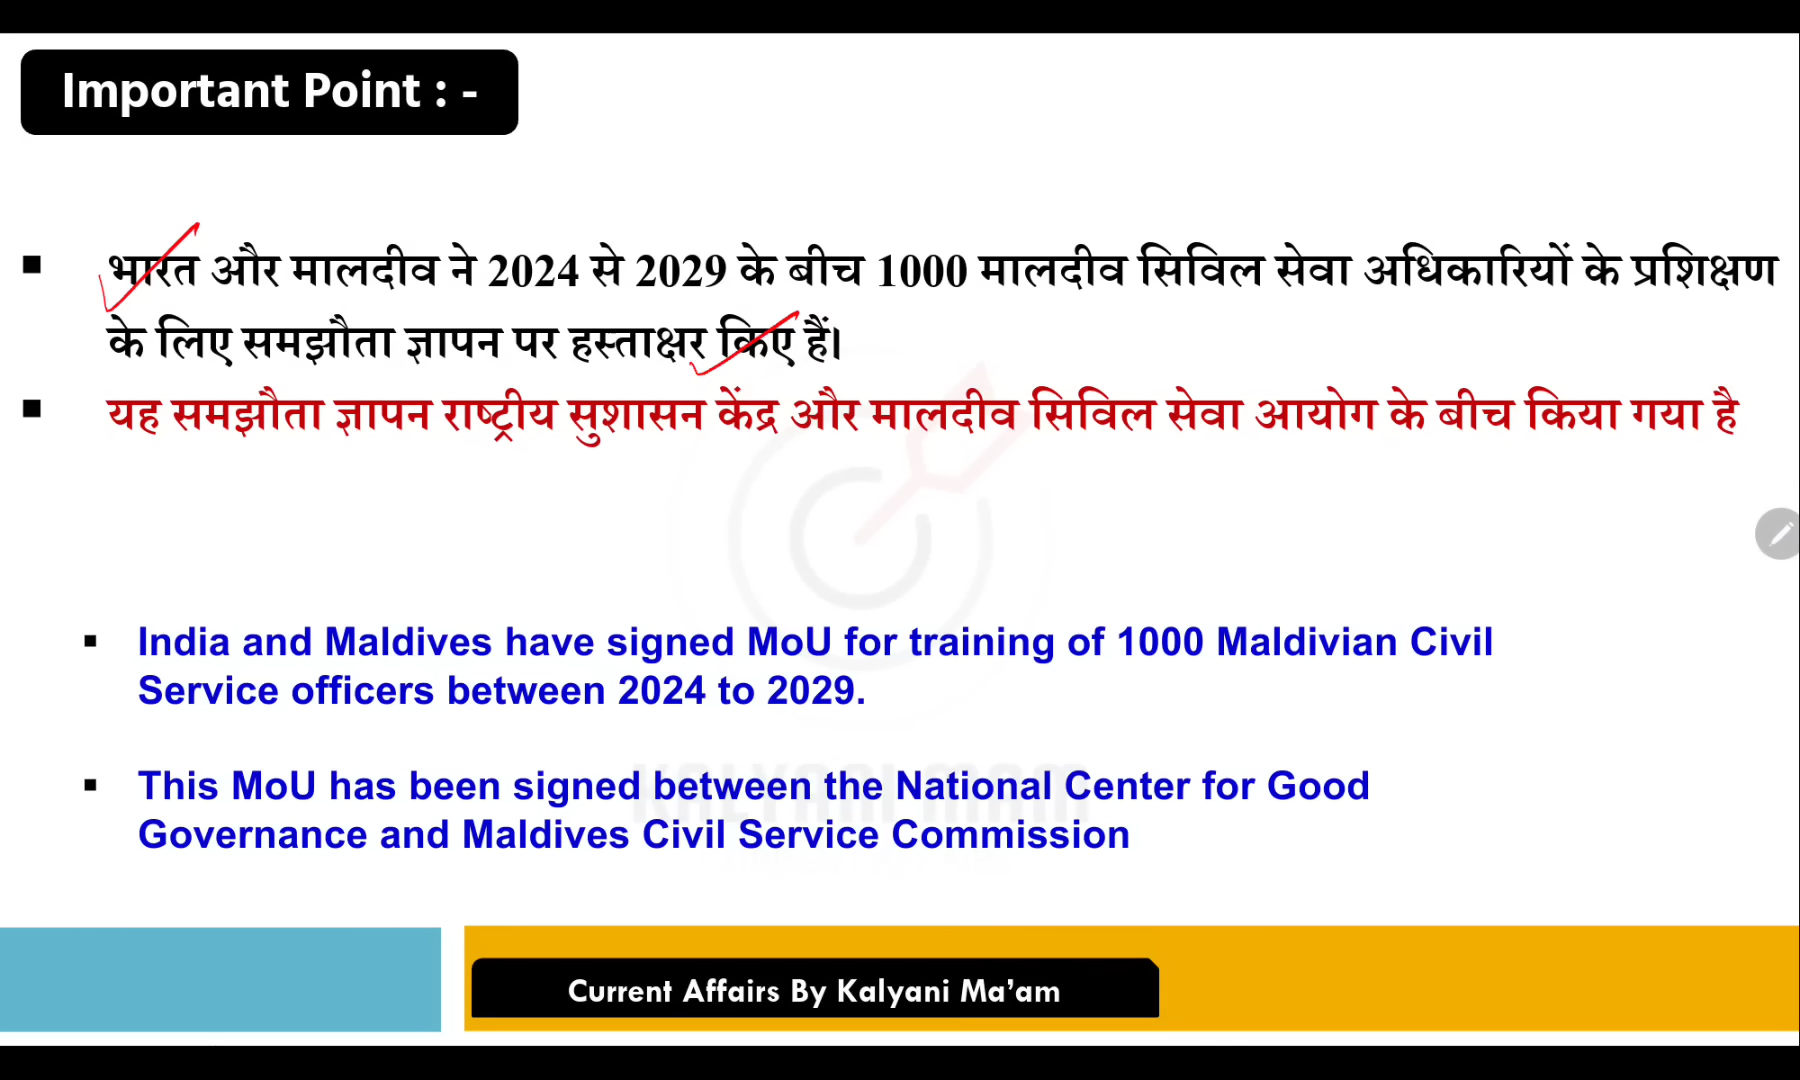 Important Point : -
भारत और मालदीव ने 2024 से 2029 के बीच 1000 मालदीव सिविल सेवा अधिकारियों के प्रशिक्षण
के लिए समझौता ज्ञापन पर हस्ताक्षर किए हैं।
यह समझौता ज्ञापन राष्ट्रीय सुशासन केंद्र और मालदीव सिविल सेवा आयोग के बीच किया गया है
India and Maldives have signed MoU for training of 1000 Maldivian Civil
Service officers between 2024 to 2029.
This MoU has been signed between the National Center for Good
Governance and Maldives Civil Service Commission
KALYAANI MAM
Current Affairs By Kalyani Ma’am